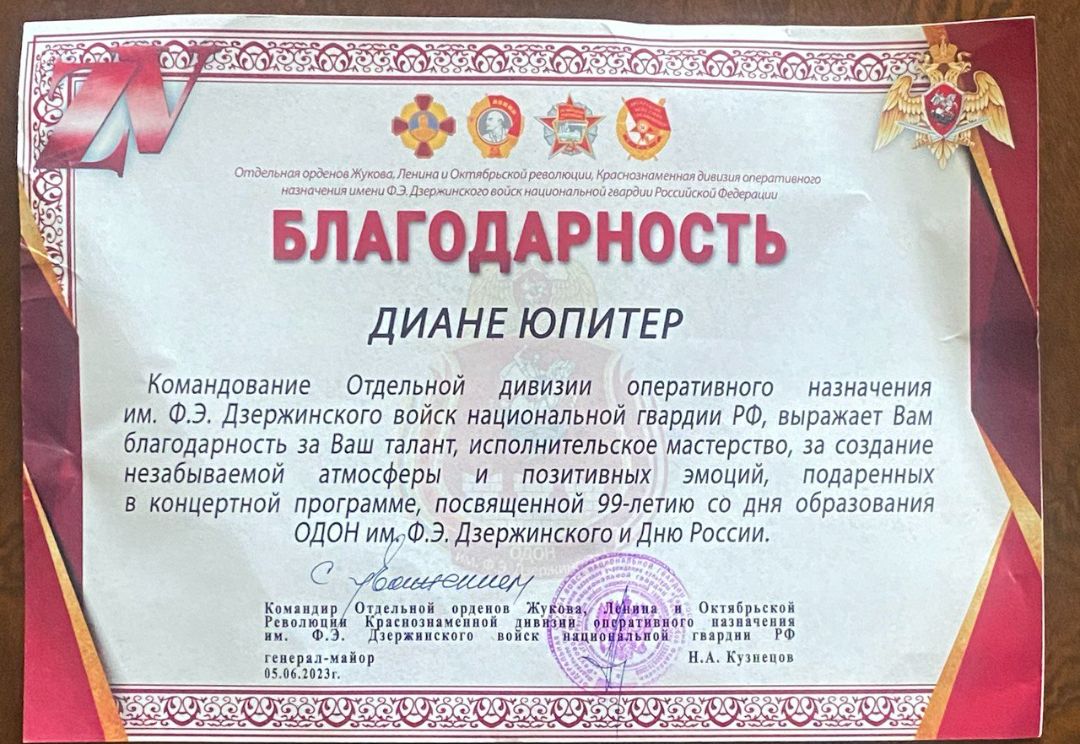 ZV
Отдельная орденов Жукова, Ленина и Октябрьской революции, Краснознаменная дивизия оперативного
назначения имени Ф.Э. Дзержинского войск национальной гвардии Российской Федерации
БЛАГОДАРНОСТЬ
ДИАНЕ ЮПИТЕР
Командование Отдельной дивизии оперативного назначения
им. Ф.Э. Дзержинского войск национальной гвардии РФ, выражает Вам
благодарность за Ваш талант, исполнительское мастерство, за создание
незабываемой атмосферы и позитивных эмоций, подаренных
в концертной программе, посвященной 99-летию со дня образования
ОДОН им. Ф.Э. Дзержинского и Дню России.
ОДОН
им. Ф.Э. Дзержинского
С уважением
Командир Отдельной орденов Жукова, Ленина и Октябрьской
Революции Краснознаменной дивизии оперативного назначения
им. Ф.Э. Дзержинского войск национальной гвардии РФ
генерал-майор
Н.А. Кузнецов
05.06.2023г.